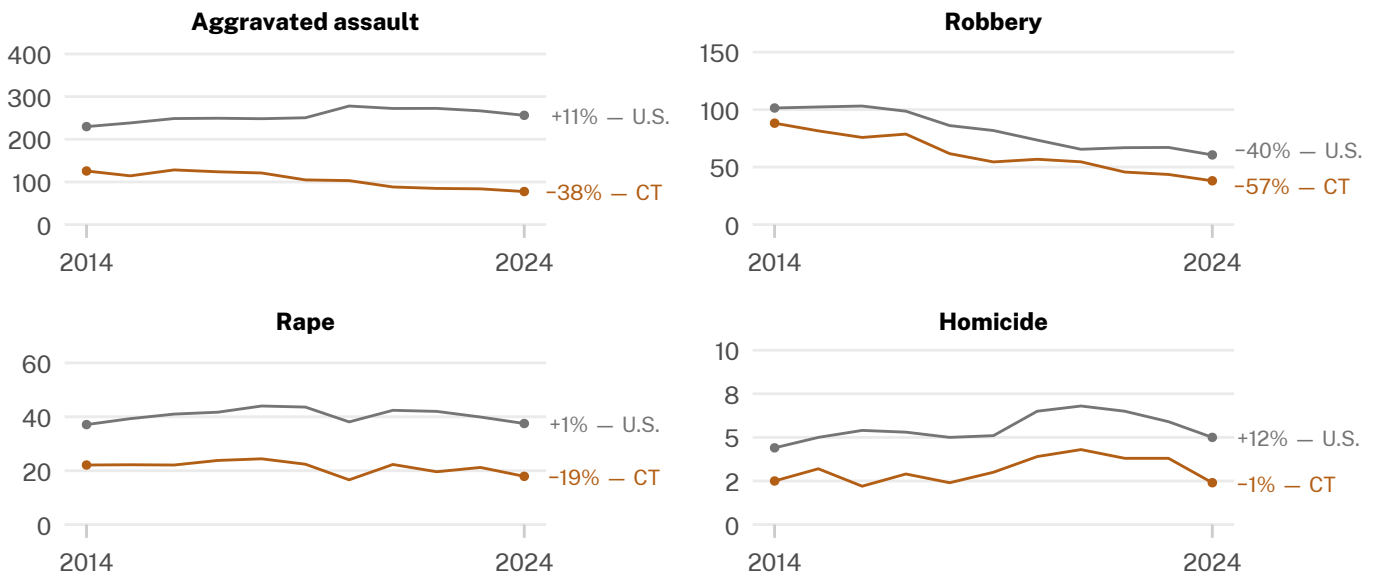 Aggravated assault
400
300
200
100
0
+11% — U.S.
−38% — CT
2014
2024
Robbery
150
100
50
0
−40% — U.S.
−57% — CT
2014
2024
Rape
60
40
20
0
+1% — U.S.
−19% — CT
2014
2024
Homicide
10
8
5
2
0
+12% — U.S.
−1% — CT
2014
2024